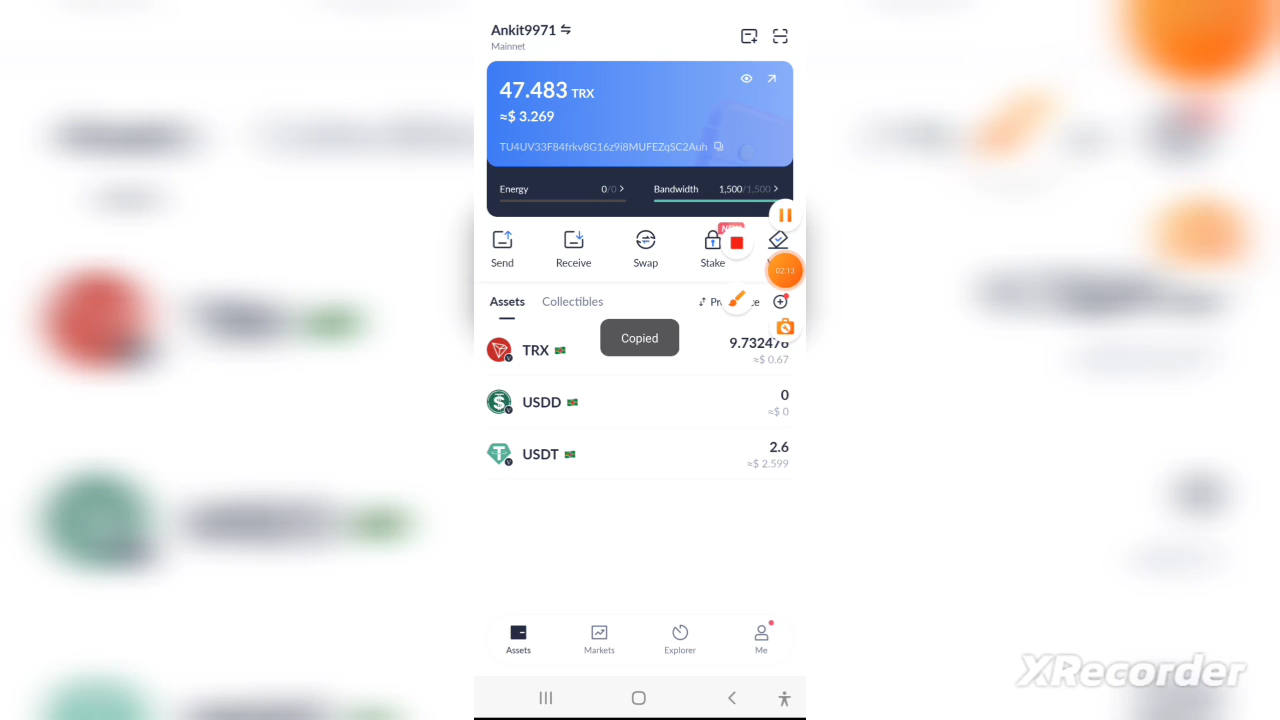 Ankit9971
Mainnet
47.483 TRX
≈$ 3.269
TU4UV33F84frkv8G16z9i8MUFEZqSC2Auh
Energy 0/0 Bandwidth 1,500/1,500
Send Receive Swap Stake
02:13
Assets Collectibles
Copied
TRX 9.732476
≈$ 0.67
USDD 0
≈$ 0
USDT 2.6
≈$ 2.599
Assets Markets Explorer Me
XRecorder